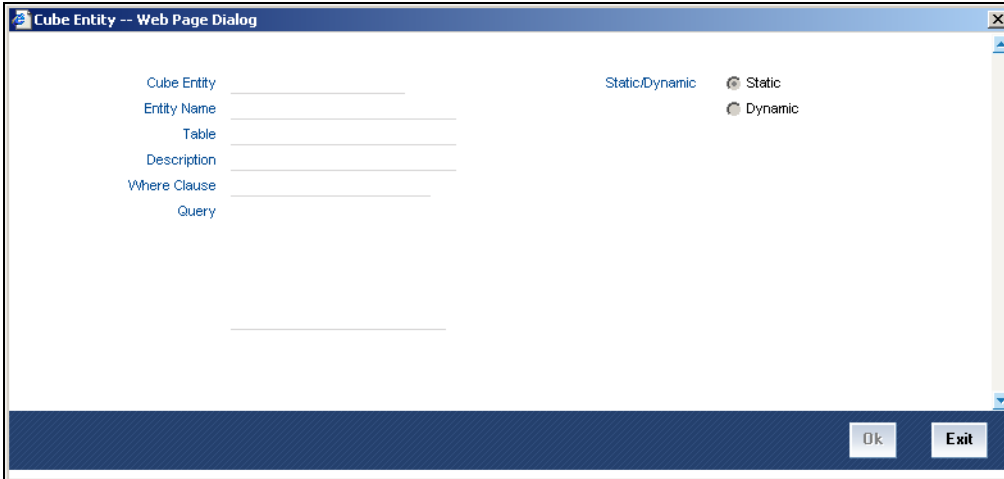 Cube Entity -- Web Page Dialog
Cube Entity
Static/Dynamic
Static
Entity Name
Dynamic
Table
Description
Where Clause
Query
Ok
Exit